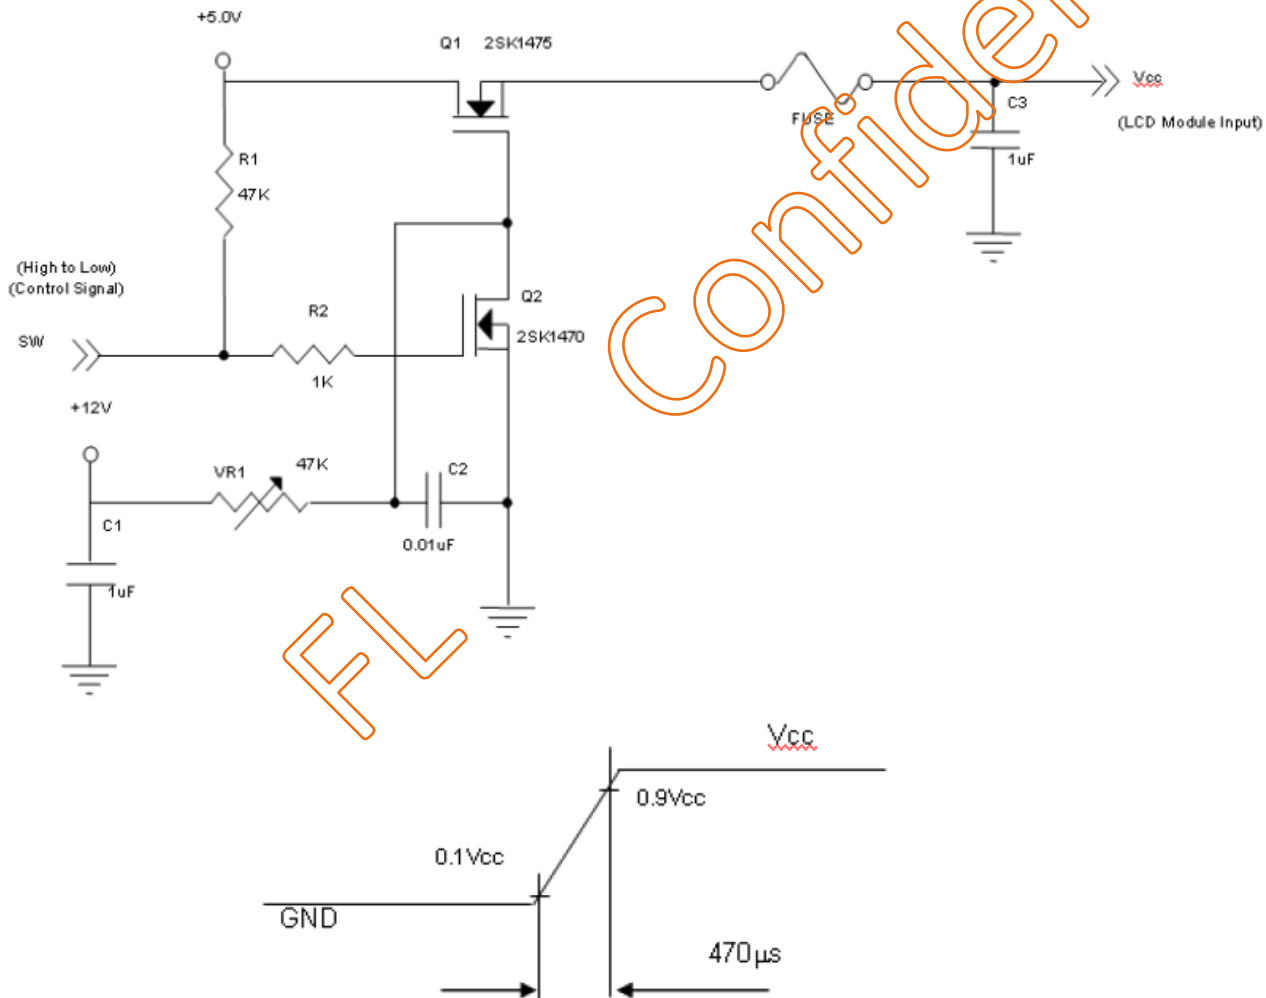 +5.0V
Q1 2SK1475
Vcc
(LCD Module Input)
FUSE
C3
1uF
R1
47K
(High to Low)
(Control Signal)
SW
R2
1K
Q2
2SK1470
+12V
VR1
47K
C2
0.01uF
C1
1uF
FL Confiden
Vcc
0.9Vcc
0.1Vcc
GND
470μs